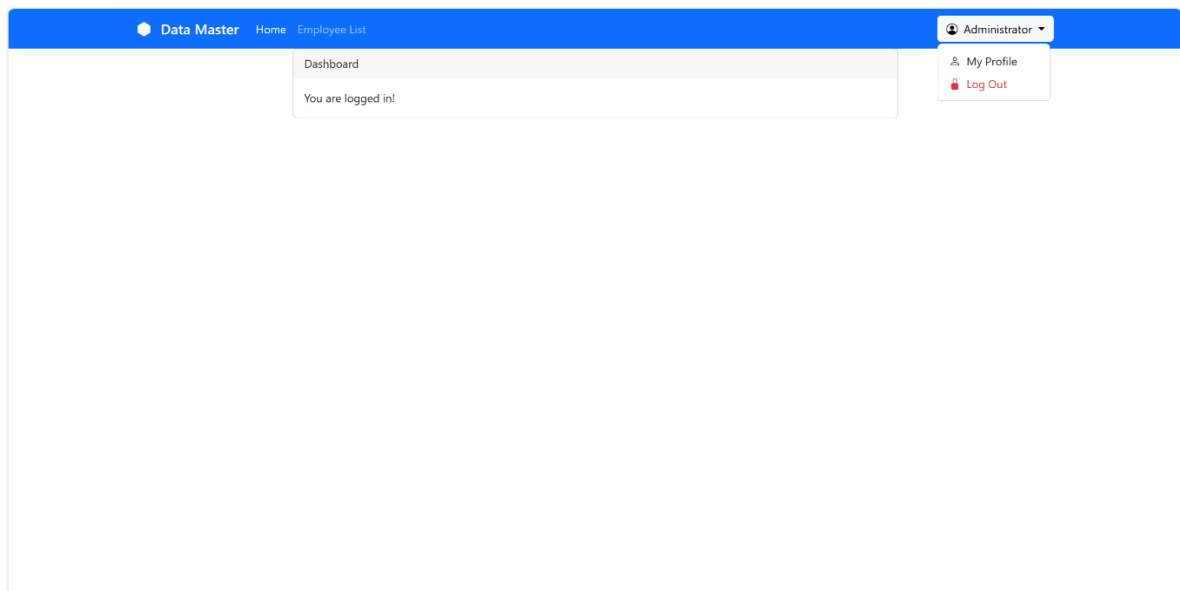 Data Master Home Employee List Administrator
My Profile
Log Out
Dashboard
You are logged in!